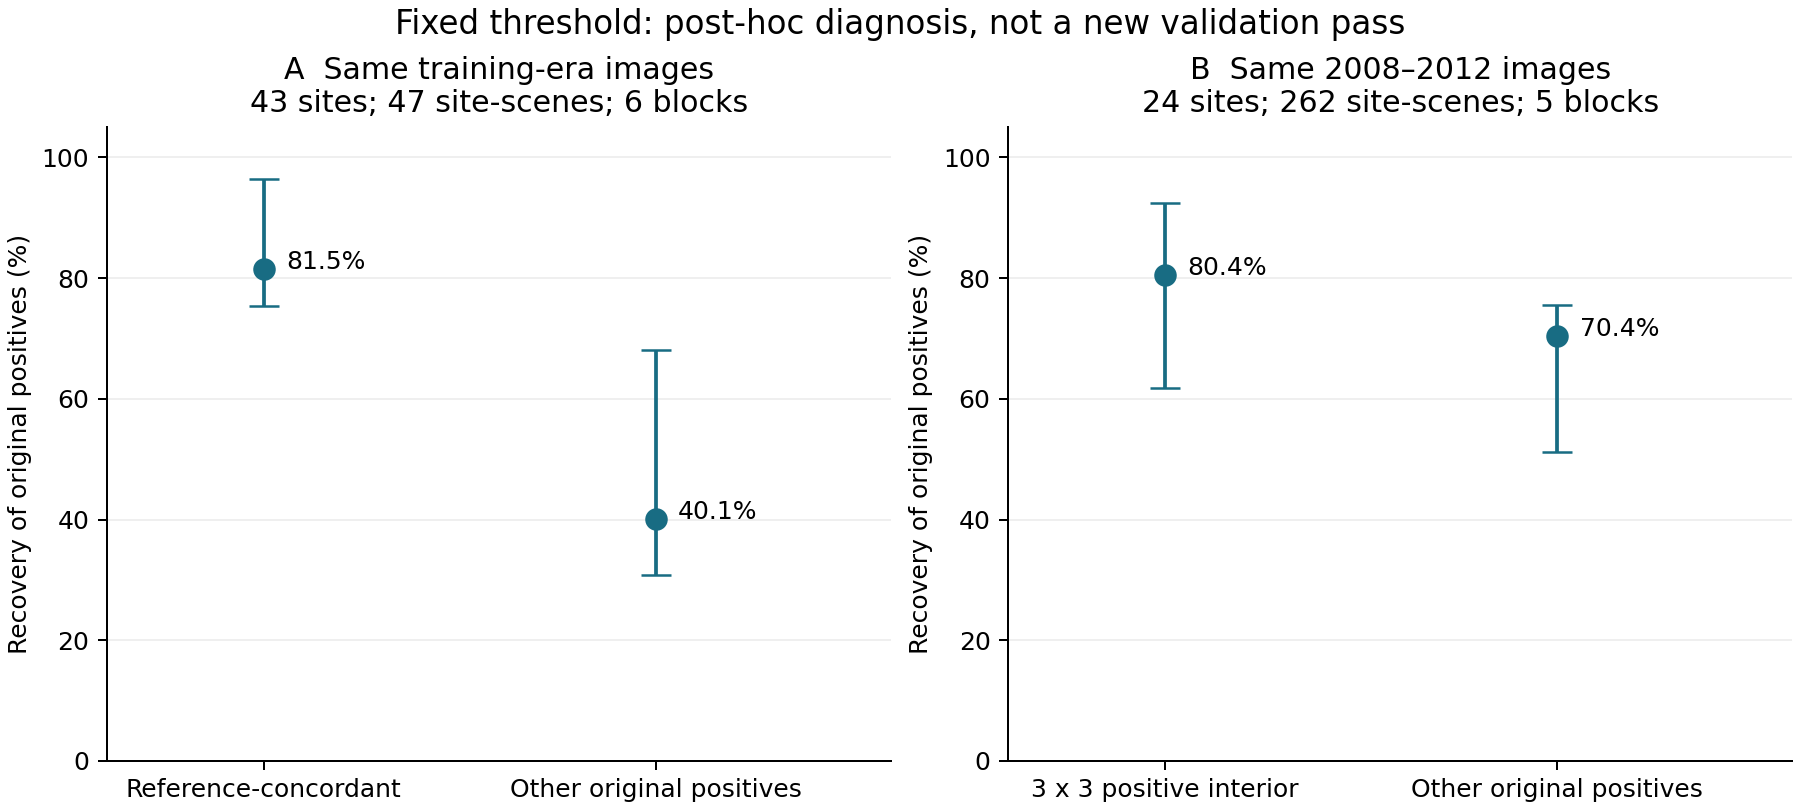 Fixed threshold: post-hoc diagnosis, not a new validation pass
A  Same training-era images
43 sites; 47 site-scenes; 6 blocks
Recovery of original positives (%)
100
80
60
40
20
0
81.5%
40.1%
Reference-concordant
Other original positives
B  Same 2008–2012 images
24 sites; 262 site-scenes; 5 blocks
Recovery of original positives (%)
100
80
60
40
20
0
80.4%
70.4%
3 x 3 positive interior
Other original positives